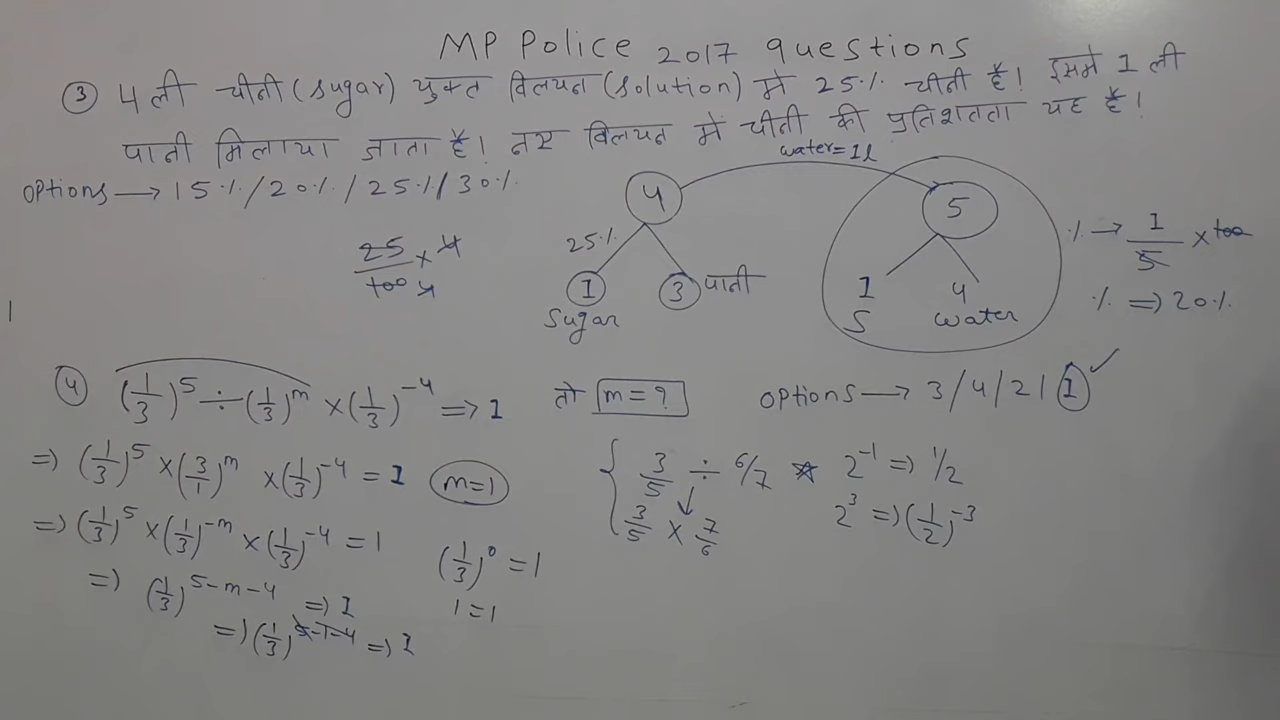 MP Police 2017 questions
③ 4 ली चीनी (sugar) युक्त विलयन (solution) मे 25% चीनी है। इसमे 1 ली
पानी मिलाया जाता है। नए विलयन मे चीनी की प्रतिशतता यह है।
options → 15% / 20% / 25% / 30%
water = 1l
4
5
25%
25/100 × 4
1
Sugar
3 पानी
1
S
4
water
% → 1/5 × 100
% ⇒ 20%
④ (1/3)^5 ÷ (1/3)^m × (1/3)^-4 ⇒ 1 तो m = ? options → 3 / 4 / 2 / 1 ✓
⇒ (1/3)^5 × (3/1)^m × (1/3)^-4 = 1 m=1
⇒ (1/3)^5 × (1/3)^-m × (1/3)^-4 = 1
⇒ (1/3)^5-m-4 ⇒ 1
⇒ (1/3)^5-1-4 ⇒ 1
(1/3)^0 = 1
1 = 1
3/5 ÷ 6/7
3/5 × 7/6
* 2^-1 ⇒ 1/2
2^3 ⇒ (1/2)^-3